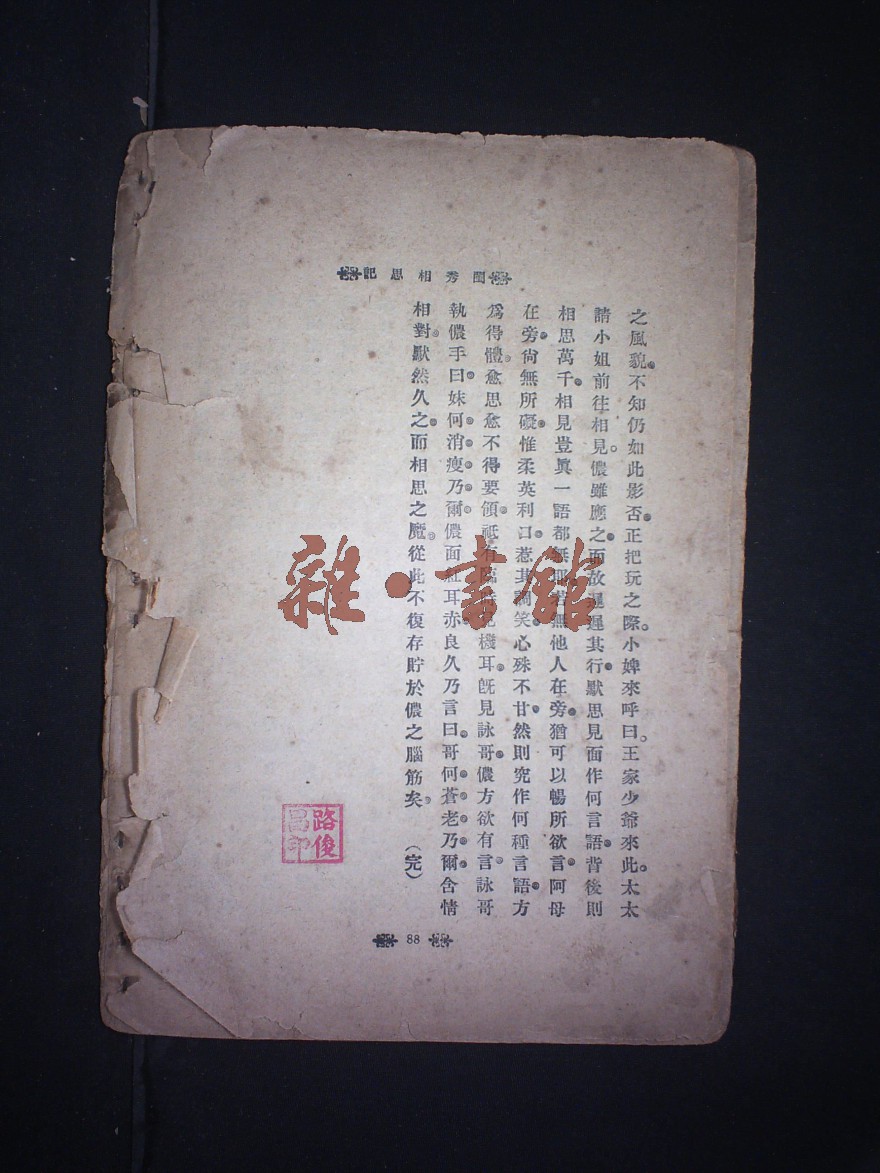 閨秀相思記
之風貌。不知仍如此影否。正把玩之際。小婢來呼曰。王家少爺來此。太太
請小姐前往相見。儂雖應之。而故遲遲其行。默思見面作何言語。背後則
相思萬千。相見豈眞一語都無耶。若無他人在旁。猶可以暢所欲言。阿母
在旁。尙無所礙。惟柔英利口。惹其調笑。心殊不甘。然則究作何種言語。方
爲得體。愈思愈不得要領。祇有臨時機耳。旣見詠哥。儂方欲有言。詠哥
執儂手曰。妹何消瘦乃爾。儂面紅耳赤。良久乃言曰。哥何蒼老乃爾。含情
相對。默然久之。而相思之魔。從此不復存貯於儂之腦筋矣。(完)
88
路俊昌印
雜·書館